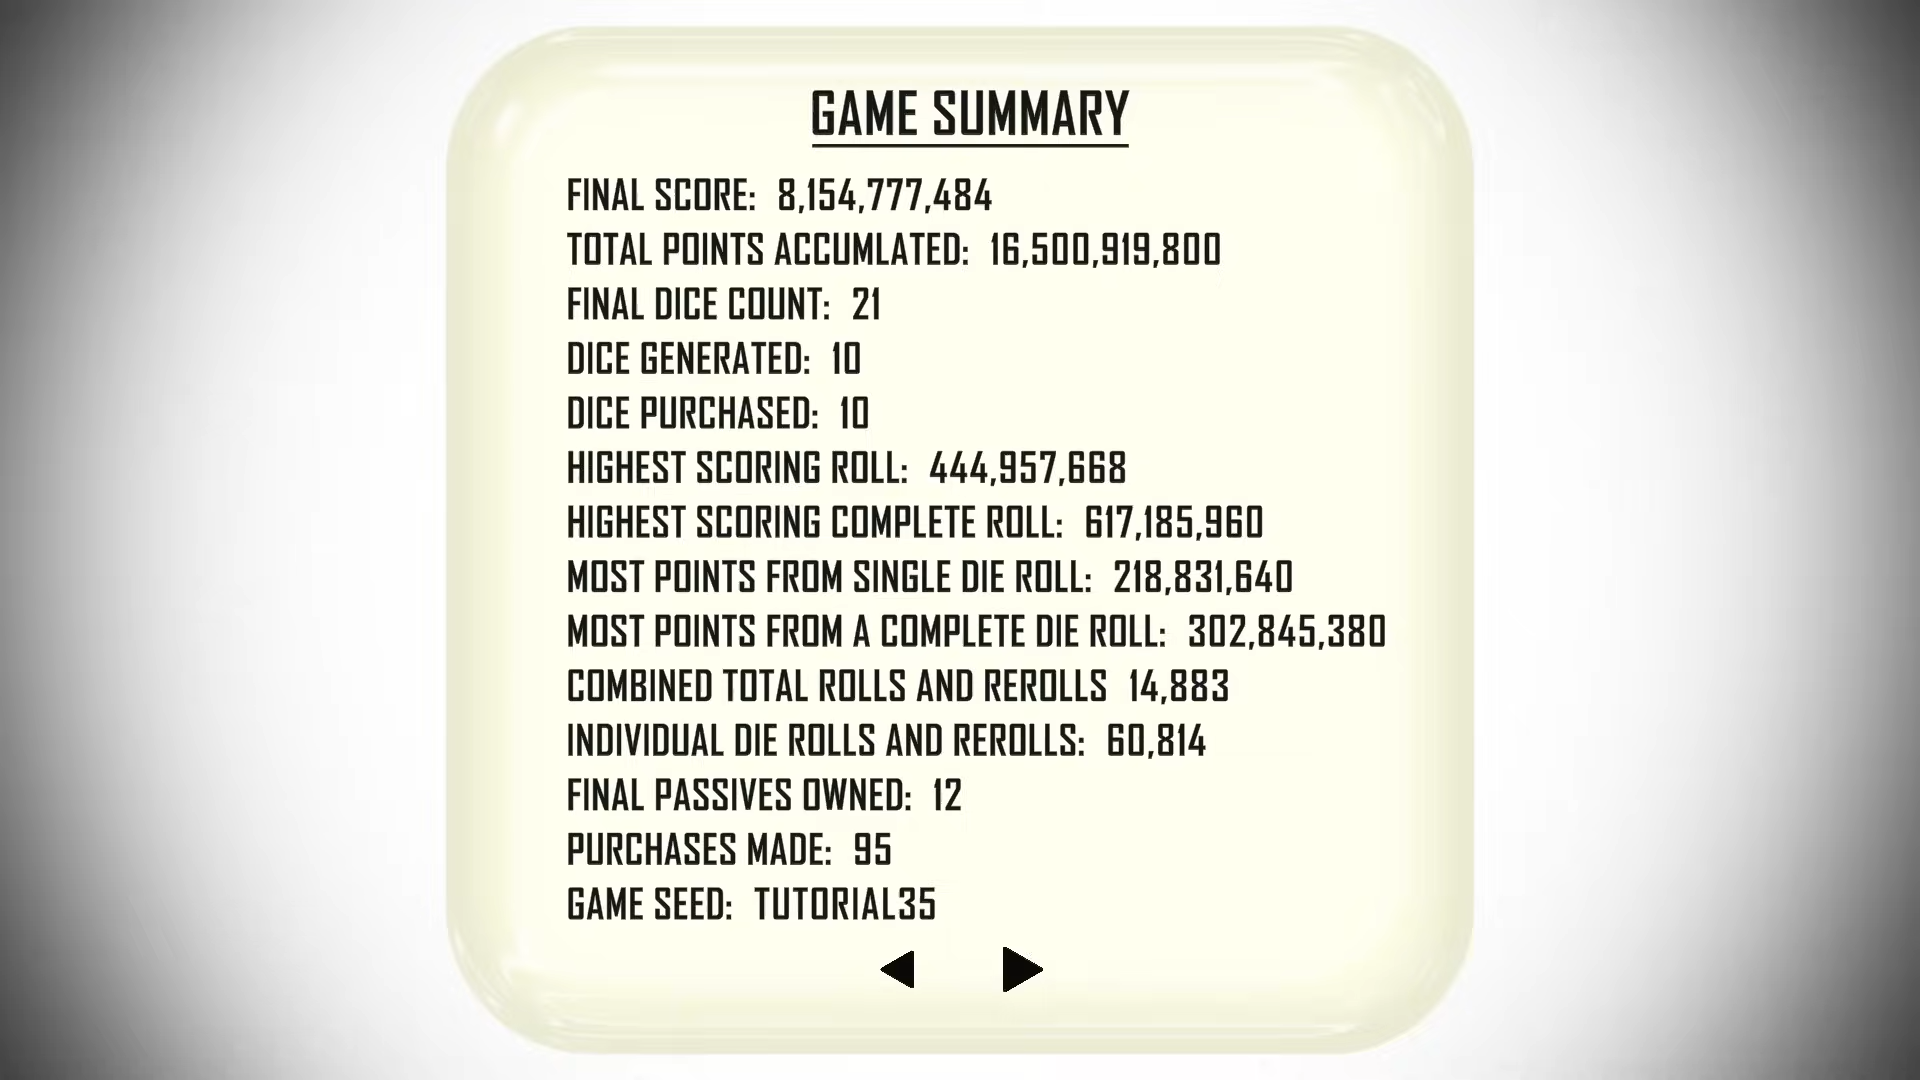 GAME SUMMARY
FINAL SCORE: 8,154,777,484
TOTAL POINTS ACCUMLATED: 16,500,919,800
FINAL DICE COUNT: 21
DICE GENERATED: 10
DICE PURCHASED: 10
HIGHEST SCORING ROLL: 444,957,668
HIGHEST SCORING COMPLETE ROLL: 617,185,960
MOST POINTS FROM SINGLE DIE ROLL: 218,831,640
MOST POINTS FROM A COMPLETE DIE ROLL: 302,845,380
COMBINED TOTAL ROLLS AND REROLLS 14,883
INDIVIDUAL DIE ROLLS AND REROLLS: 60,814
FINAL PASSIVES OWNED: 12
PURCHASES MADE: 95
GAME SEED: TUTORIAL35